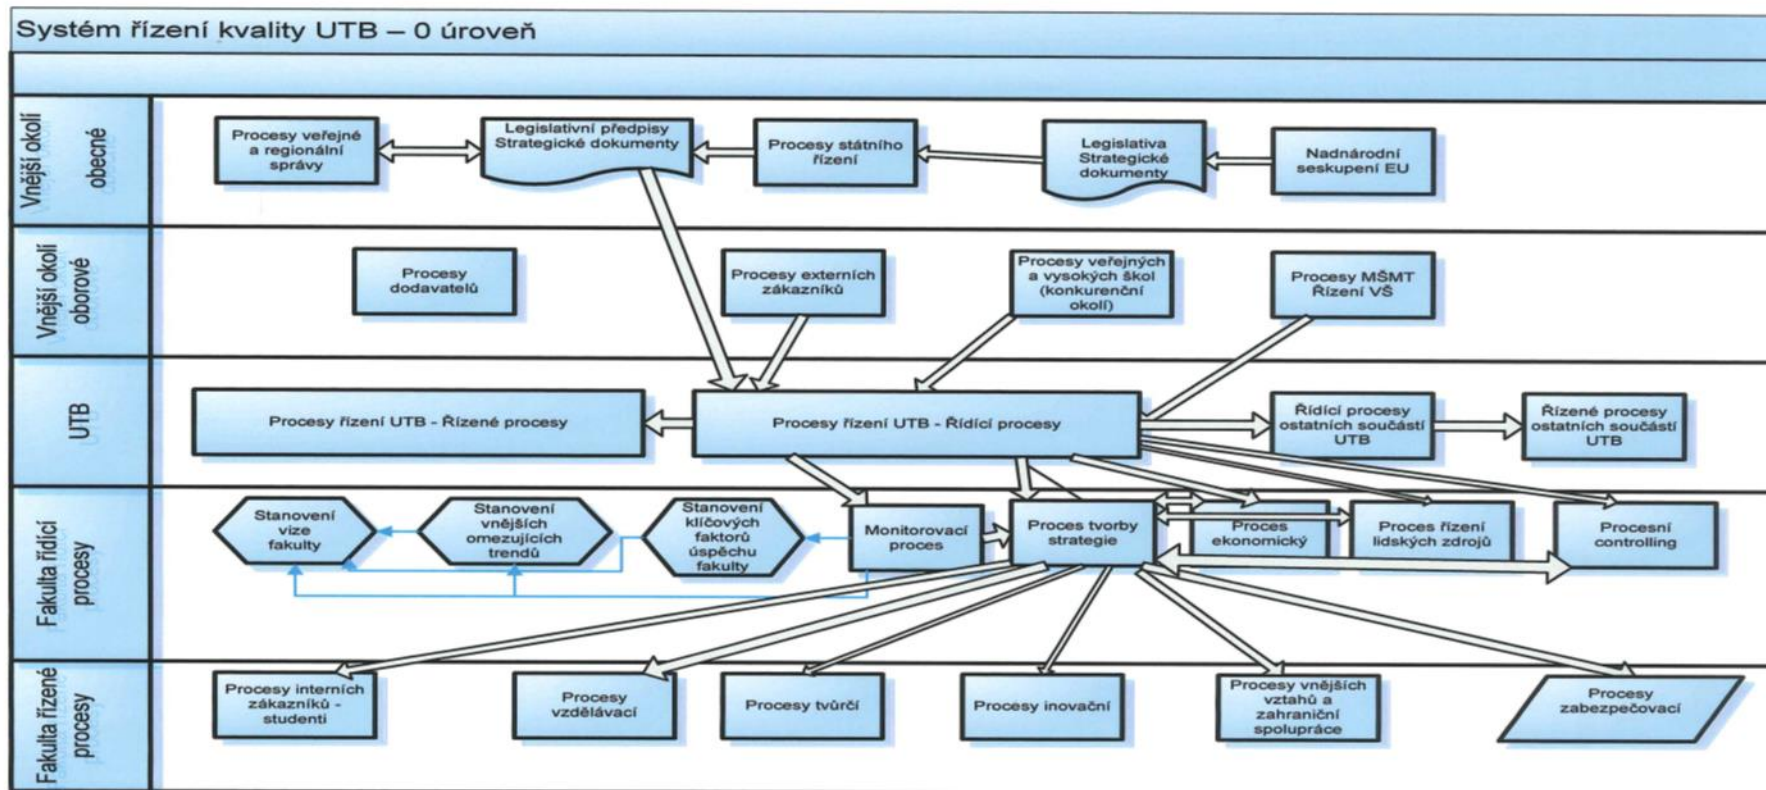 Systém řízení kvality UTB – 0 úroveň
Vnější okolí
obecné
Procesy veřejné
a regionální
správy
Legislativní předpisy
Strategické dokumenty
Procesy státního
řízení
Legislativa
Strategické
dokumenty
Nadnárodní
seskupení EU
Vnější okolí
oborové
Procesy
dodavatelů
Procesy externích
zákazníků
Procesy veřejných
a vysokých škol
(konkurenční
okolí)
Procesy MŠMT
Řízení VŠ
UTB
Procesy řízení UTB - Řízené procesy
Procesy řízení UTB - Řídící procesy
Řídící procesy
ostatních součástí
UTB
Řízené procesy
ostatních součástí
UTB
Fakulta řídící
procesy
Stanovení
vize
fakulty
Stanovení
vnějších
omezujících
trendů
Stanovení
klíčových
faktorů
úspěchu
fakulty
Monitorovací
proces
Proces tvorby
strategie
Proces
ekonomický
Proces řízení
lidských zdrojů
Procesní
controlling
Fakulta řízené
procesy
Procesy interních
zákazníků -
studenti
Procesy
vzdělávací
Procesy tvůrčí
Procesy inovační
Procesy vnějších
vztahů a
zahraniční
spolupráce
Procesy
zabezpečovací